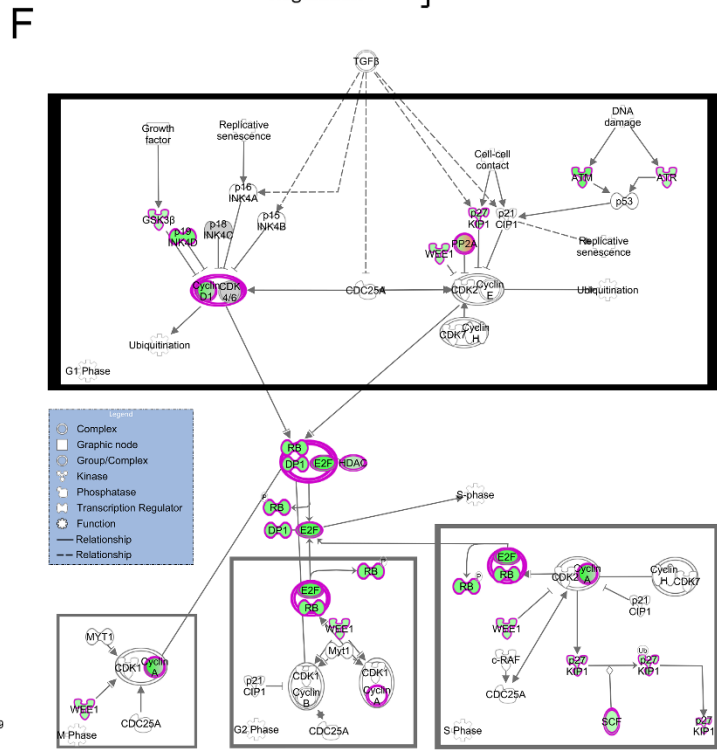 F
TGFβ
DNA
damage
Growth
factor
Replicative
senescence
Cell-cell
contact
ATM
ATR
p53
p16
INK4A
GSK3β
p19
INK4D
p18
INK4C
p15
INK4B
p27
KIP1
p21
CIP1
WEE1
PP2A
Replicative
senescence
Cyclin
D1
CDK
4/6
CDC25A
CDK2
Cyclin
E
Ubiquitination
CDK7
Cyclin
H
Ubiquitination
G1 Phase
Legend
Complex
Graphic node
Group/Complex
Kinase
Phosphatase
Transcription Regulator
Function
Relationship
Relationship
RB
DP1
E2F
HDAC
P
RB
DP1
E2F
S-phase
P
RB
E2F
RB
WEE1
Myt1
CDK1
Cyclin
B
CDK1
Cyclin
A
p21
CIP1
CDC25A
G2 Phase
MYT1
CDK1
Cyclin
A
WEE1
CDC25A
M Phase
E2F
RB
P
RB
CDK2
Cyclin
A
Cyclin
H
CDK7
p21
CIP1
WEE1
c-RAF
CDC25A
p27
KIP1
Ub
p27
KIP1
SCF
p27
KIP1
S Phase
9